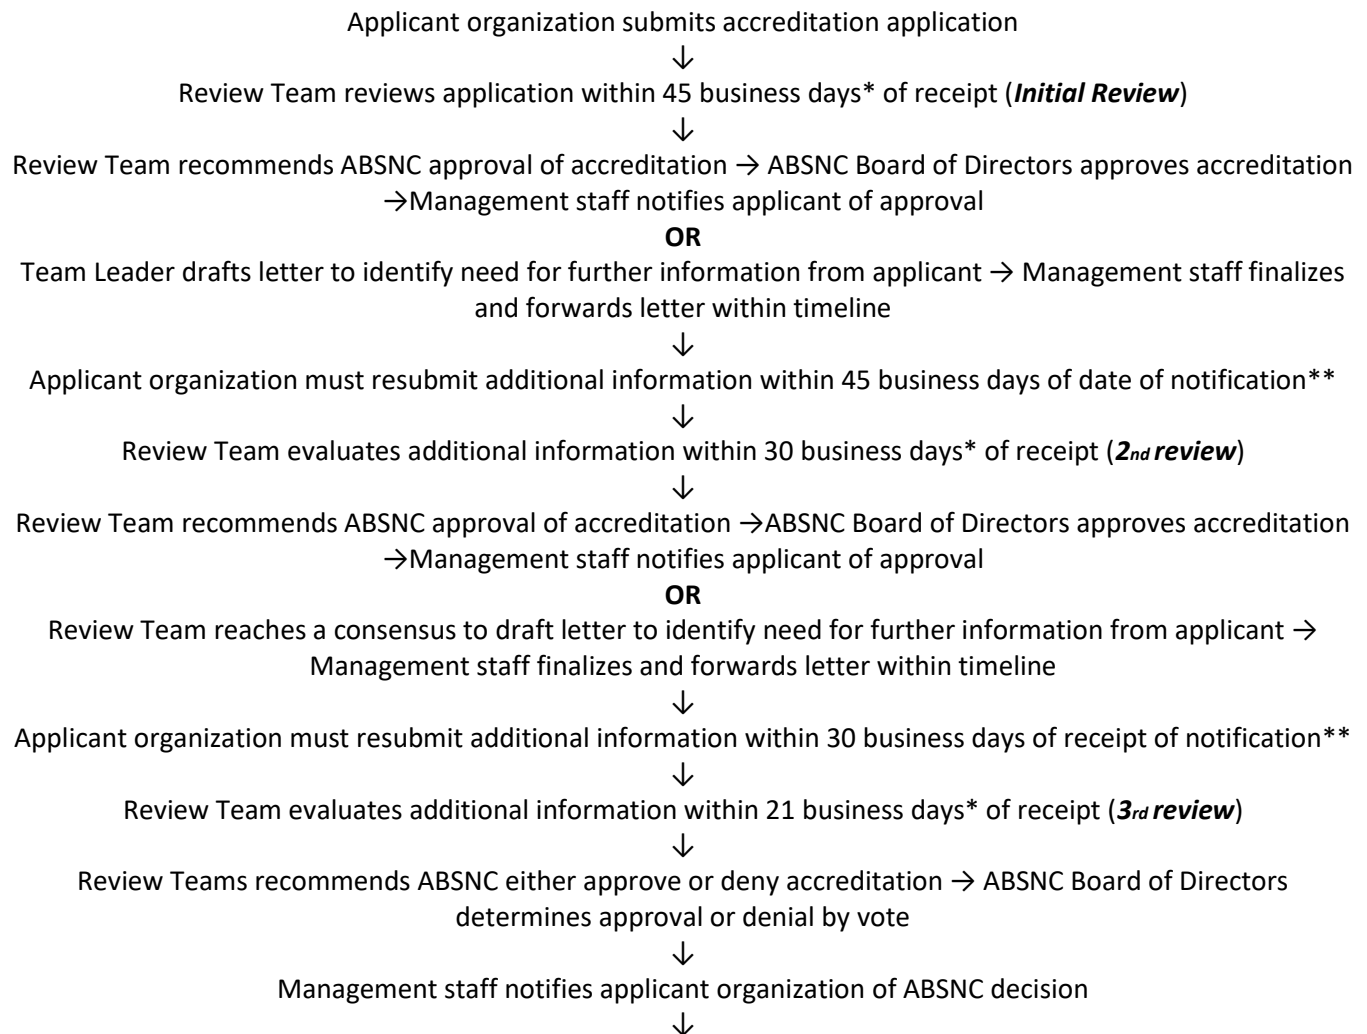 Applicant organization submits accreditation application
↓
Review Team reviews application within 45 business days* of receipt (Initial Review)
↓
Review Team recommends ABSNC approval of accreditation → ABSNC Board of Directors approves accreditation
→Management staff notifies applicant of approval
OR
Team Leader drafts letter to identify need for further information from applicant → Management staff finalizes
and forwards letter within timeline
↓
Applicant organization must resubmit additional information within 45 business days of date of notification**
↓
Review Team evaluates additional information within 30 business days* of receipt (2nd review)
↓
Review Team recommends ABSNC approval of accreditation →ABSNC Board of Directors approves accreditation
→Management staff notifies applicant of approval
OR
Review Team reaches a consensus to draft letter to identify need for further information from applicant →
Management staff finalizes and forwards letter within timeline
↓
Applicant organization must resubmit additional information within 30 business days of receipt of notification**
↓
Review Team evaluates additional information within 21 business days* of receipt (3rd review)
↓
Review Teams recommends ABSNC either approve or deny accreditation → ABSNC Board of Directors
determines approval or denial by vote
↓
Management staff notifies applicant organization of ABSNC decision
↓